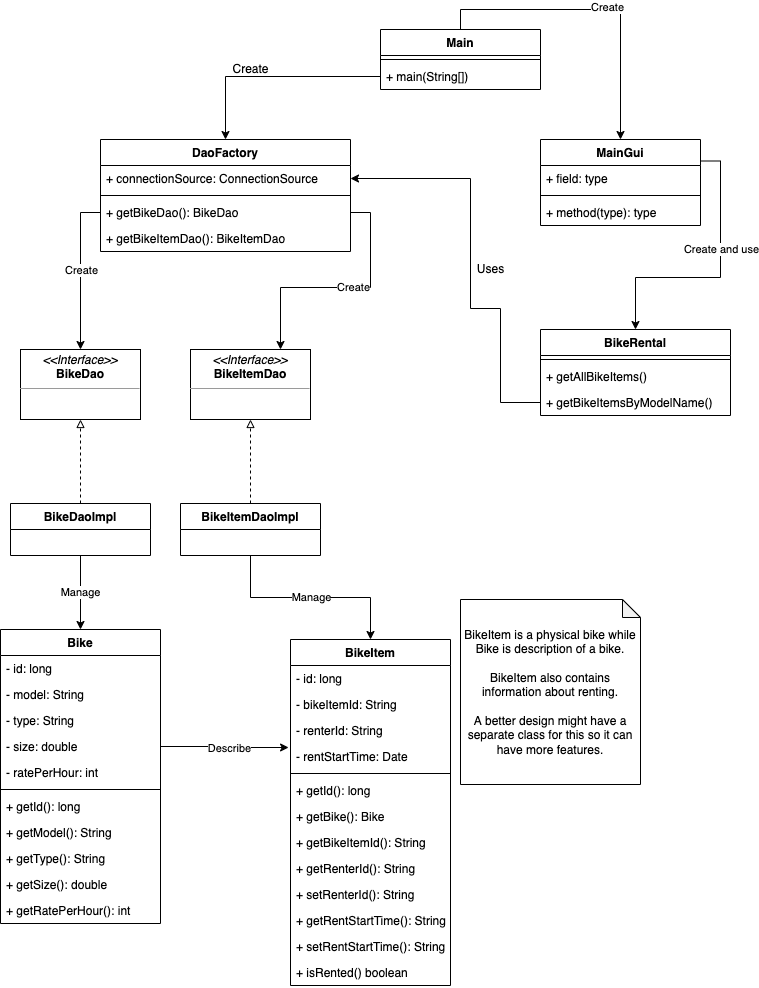 Create
Main
+ main(String[])
Create
DaoFactory
+ connectionSource: ConnectionSource
+ getBikeDao(): BikeDao
+ getBikeItemDao(): BikeItemDao
MainGui
+ field: type
+ method(type): type
Create
Create
Uses
Create and use
BikeRental
+ getAllBikeItems()
+ getBikeItemsByModelName()
<<Interface>>
BikeDao
<<Interface>>
BikeItemDao
BikeDaoImpl
BikeItemDaoImpl
Manage
Manage
Bike
- id: long
- model: String
- type: String
- size: double
- ratePerHour: int
+ getId(): long
+ getModel(): String
+ getType(): String
+ getSize(): double
+ getRatePerHour(): int
Describe
BikeItem
- id: long
- bikeItemId: String
- renterId: String
- rentStartTime: Date
+ getId(): long
+ getBike(): Bike
+ getBikeItemId(): String
+ getRenterId(): String
+ setRenterId(): String
+ getRentStartTime(): String
+ setRentStartTime(): String
+ isRented() boolean
BikeItem is a physical bike while
Bike is description of a bike.
BikeItem also contains
information about renting.
A better design might have a
separate class for this so it can
have more features.